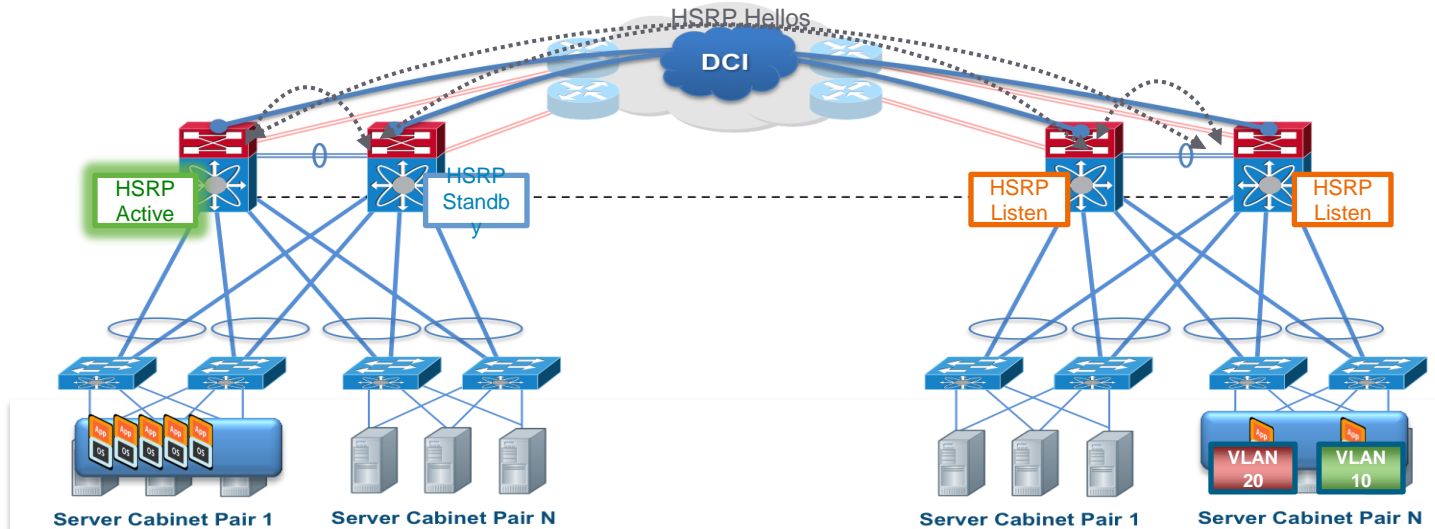 HSRP Hellos
DCI
HSRP
Active
HSRP
Standb
y
HSRP
Listen
HSRP
Listen
App
App
App
App
App
OS
OS
OS
OS
OS
App
App
VLAN
20
VLAN
10
Server Cabinet Pair 1
Server Cabinet Pair N
Server Cabinet Pair 1
Server Cabinet Pair N